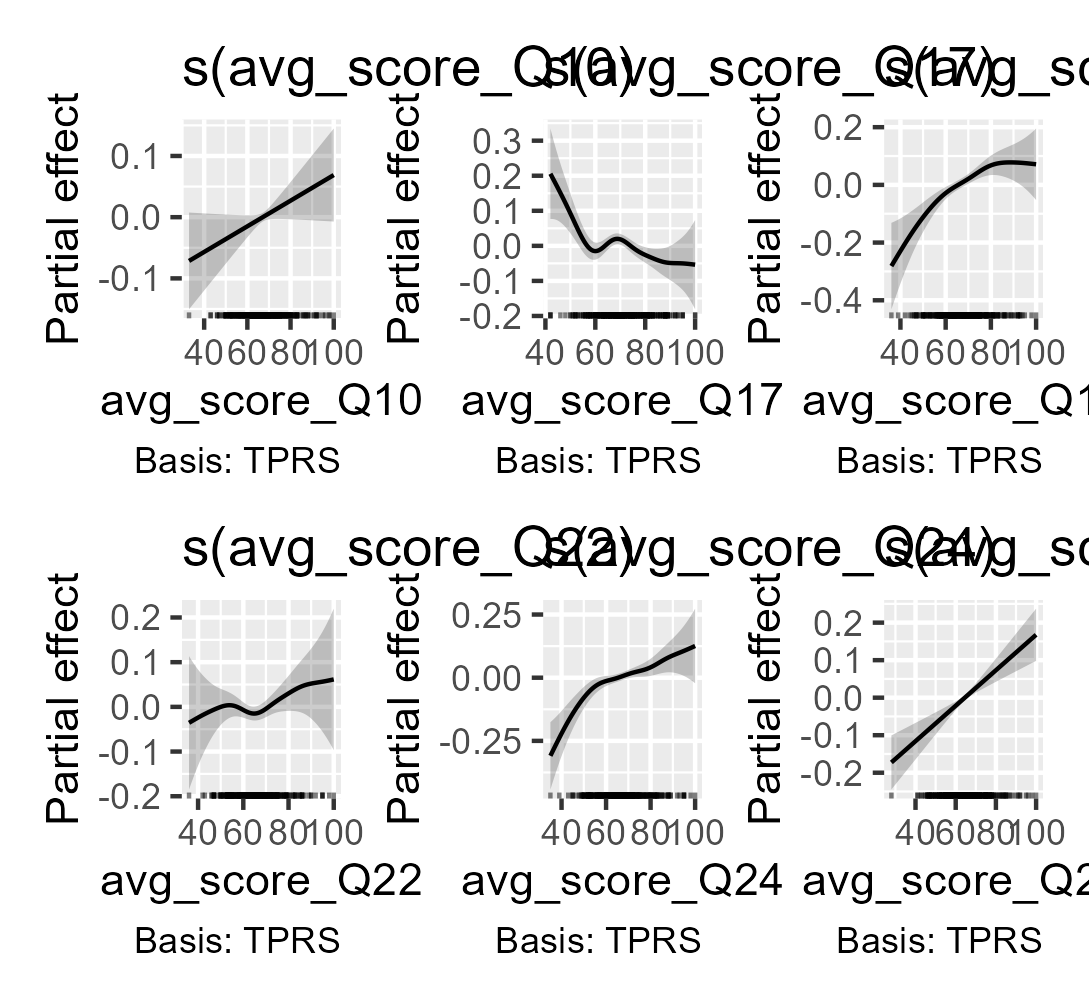 s(avg_score_Q10)
s(avg_score_Q17)
s(avg_sc
Partial effect
0.1
0.0
-0.1
40 60 80 100
avg_score_Q10
Basis: TPRS
Partial effect
0.3
0.2
0.1
0.0
-0.1
-0.2
40 60 80 100
avg_score_Q17
Basis: TPRS
Partial effect
0.2
0.0
-0.2
-0.4
40 60 80 100
avg_score_Q1
Basis: TPRS
s(avg_score_Q22)
s(avg_score_Q24)
s(avg_sc
Partial effect
0.2
0.1
0.0
-0.1
-0.2
40 60 80 100
avg_score_Q22
Basis: TPRS
Partial effect
0.25
0.00
-0.25
40 60 80 100
avg_score_Q24
Basis: TPRS
Partial effect
0.2
0.1
0.0
-0.1
-0.2
40 60 80 100
avg_score_Q2
Basis: TPRS